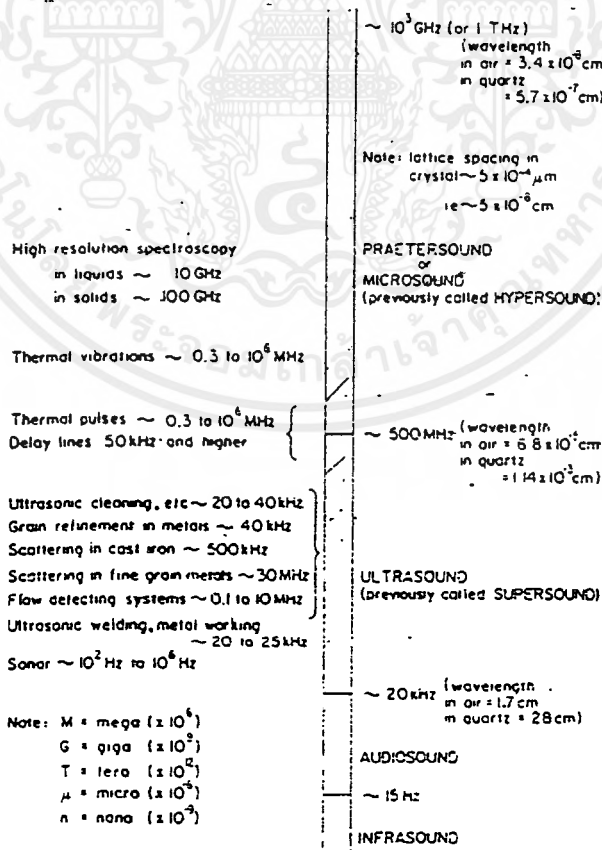 ~ 10³ GHz (or 1 THz)
(wavelength
in air = 3.4 x 10⁻⁸ cm
in quartz
= 5.7 x 10⁻⁷ cm)
Note: lattice spacing in
crystal ~ 5 x 10⁻⁴ μm
ie ~ 5 x 10⁻⁸ cm
High resolution spectroscopy
in liquids ~ 10 GHz
in solids ~ 100 GHz
PRAETERSOUND
or
MICROSOUND
(previously called HYPERSOUND)
Thermal vibrations ~ 0.3 to 10⁶ MHz
Thermal pulses ~ 0.3 to 10⁶ MHz
Delay lines 50 kHz and higher
~ 500 MHz (wavelength
in air = 6.8 x 10⁻⁵ cm
in quartz
= 1.14 x 10⁻³ cm)
Ultrasonic cleaning, etc ~ 20 to 40 kHz
Grain refinement in metals ~ 40 kHz
Scattering in cast iron ~ 500 kHz
Scattering in fine grain metals ~ 30 MHz
Flaw detecting systems ~ 0.1 to 10 MHz
Ultrasonic welding, metal working
~ 20 to 25 kHz
Sonar ~ 10² Hz to 10⁶ Hz
ULTRASOUND
(previously called SUPERSOUND)
~ 20 kHz (wavelength
in air = 1.7 cm
in quartz = 28 cm)
Note: M = mega (x 10⁶)
G = giga (x 10⁹)
T = tera (x 10¹²)
μ = micro (x 10⁻⁶)
n = nano (x 10⁻⁹)
AUDIOSOUND
~ 15 Hz
INFRASOUND